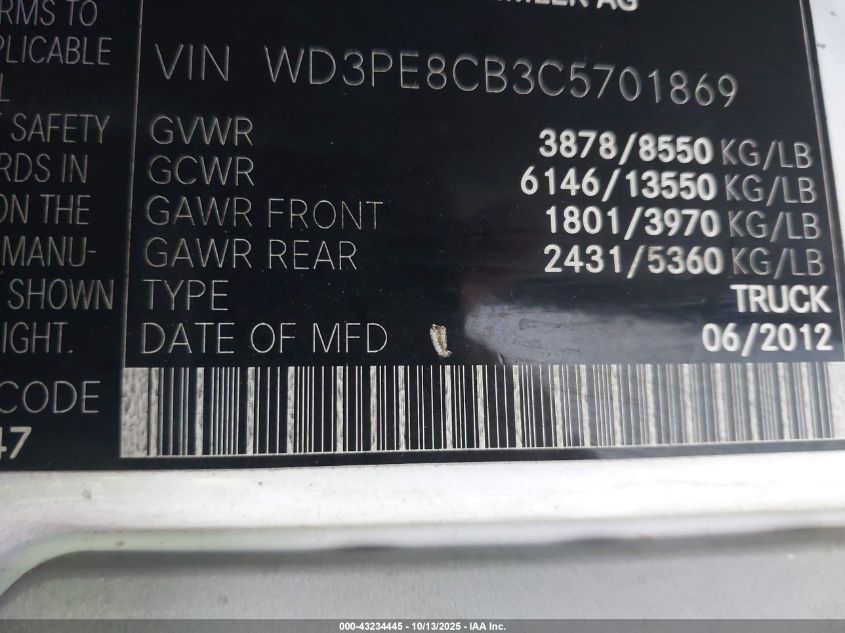 AG
RMS TO
VIN WD3PE8CB3C5701869
SAFETY
GVWR 3878/8550 KG/LB
RDS IN
GCWR 6146/13550 KG/LB
ON THE
GAWR FRONT 1801/3970 KG/LB
MANU-
GAWR REAR 2431/5360 KG/LB
SHOWN
TYPE TRUCK
IGHT.
DATE OF MFD 06/2012
CODE
47
000-43234445 - 10/13/2025 - IAA Inc.